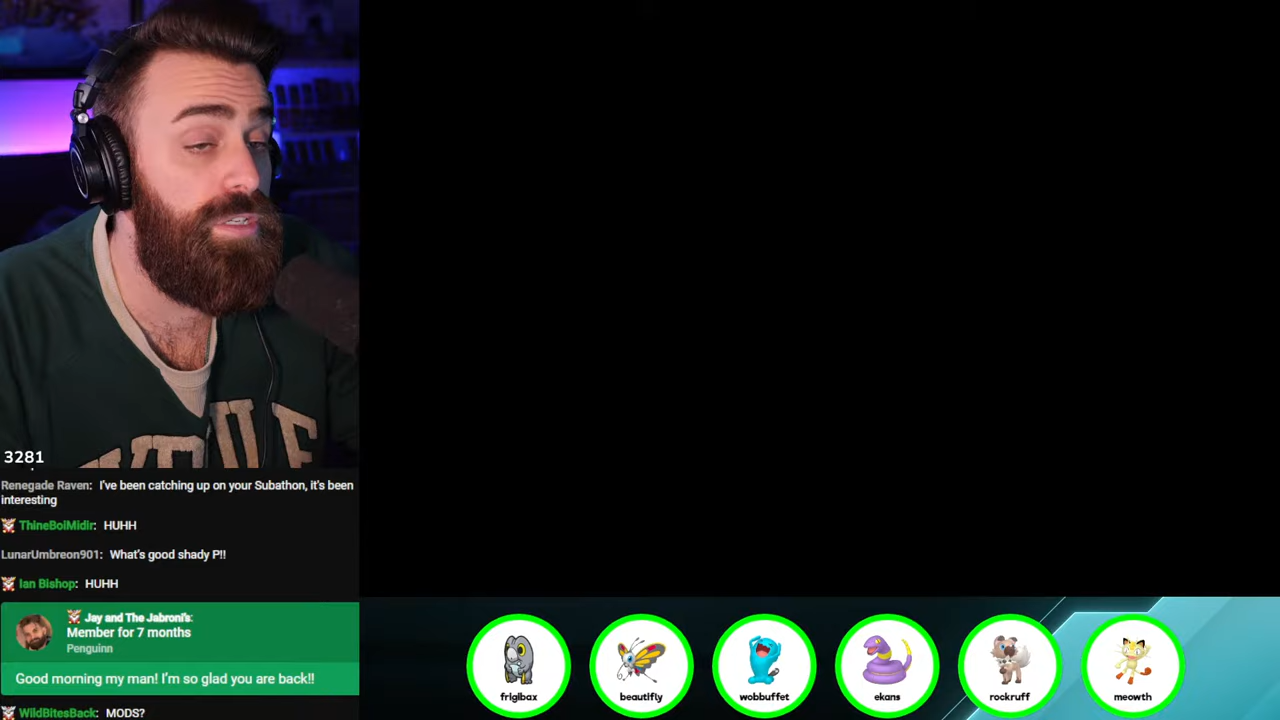 3281
Renegade Raven: I've been catching up on your Subathon, it's been
interesting
ThineBoiMidir: HUHH
LunarUmbreon901: What's good shady P!!
Ian Bishop: HUHH
Jay and The Jabroni's:
Member for 7 months
Penguinn
Good morning my man! I'm so glad you are back!!
WildBitesBack: MODS?
frigibax
beautifly
wobbuffet
ekans
rockruff
meowth